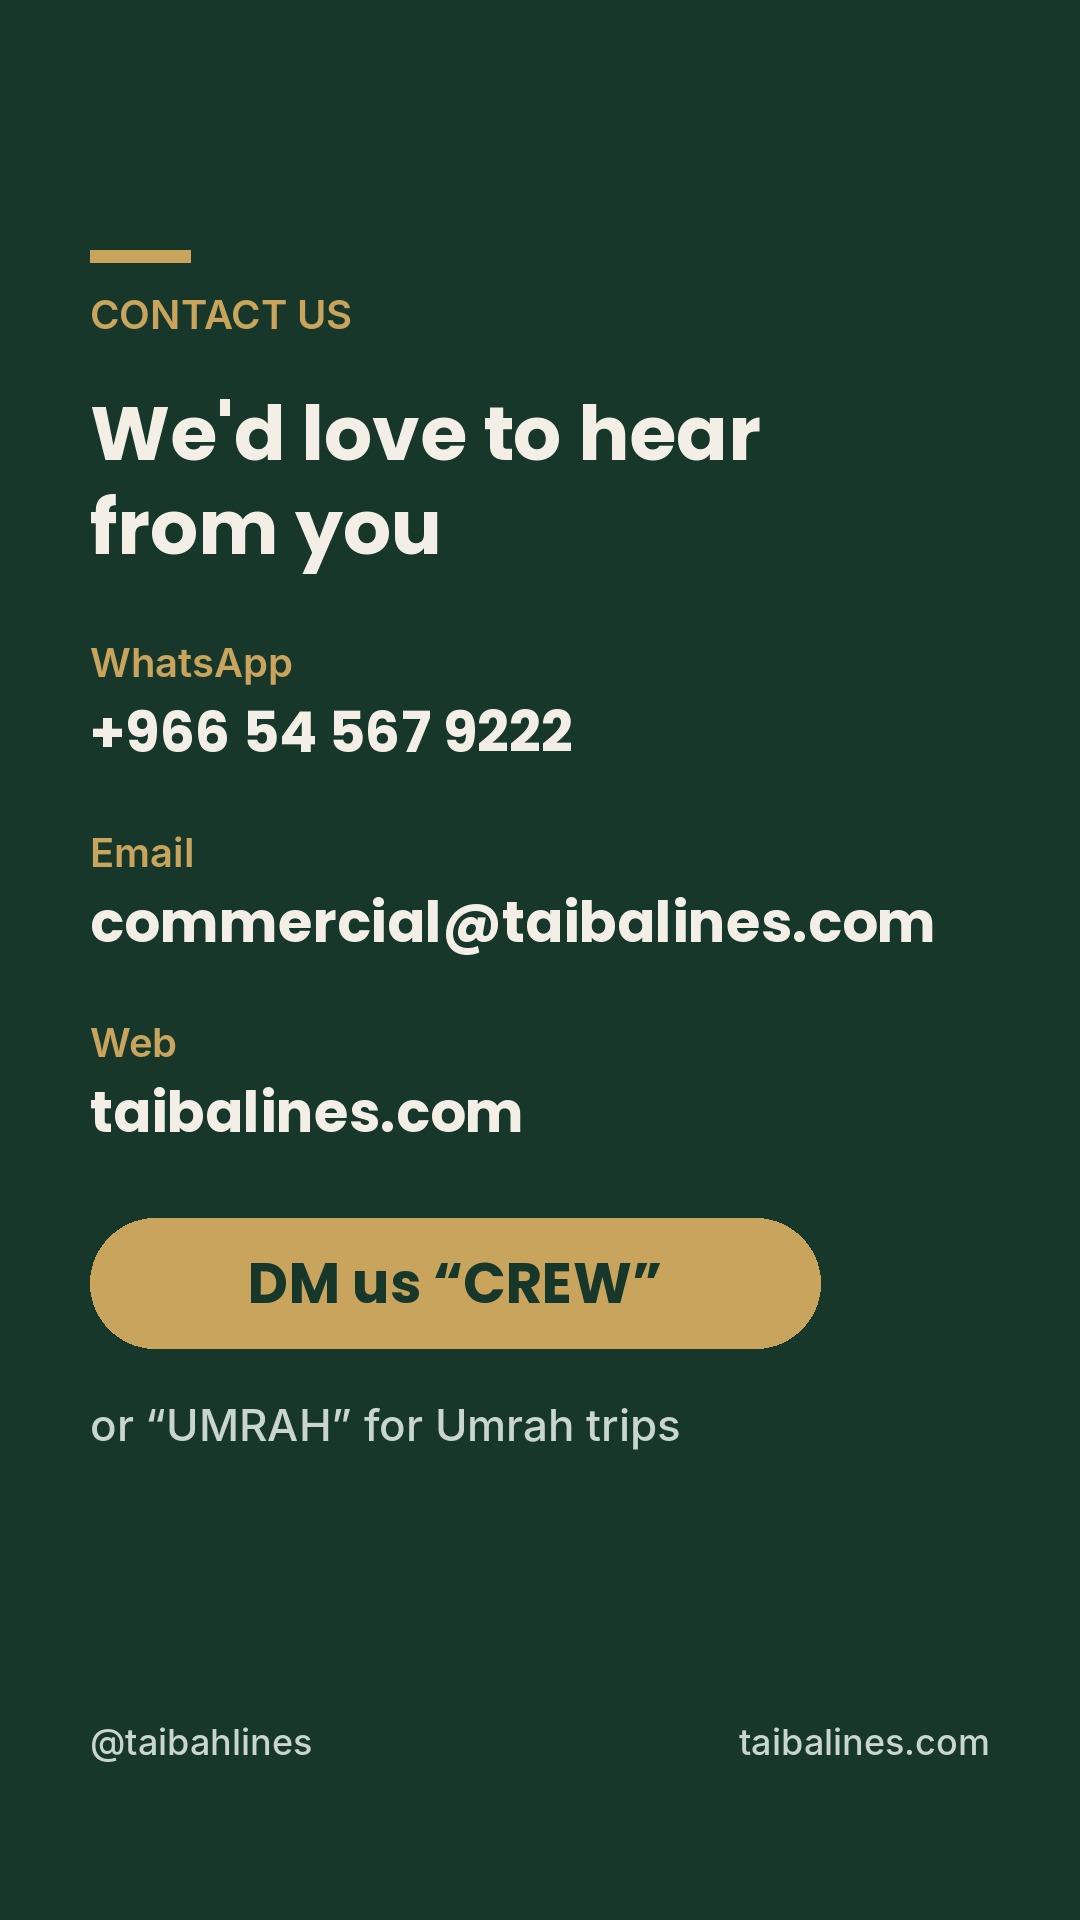 CONTACT US
We'd love to hear
from you
WhatsApp
+966 54 567 9222
Email
commercial@taibalines.com
Web
taibalines.com
DM us “CREW”
or “UMRAH” for Umrah trips
@taibahlines
taibalines.com